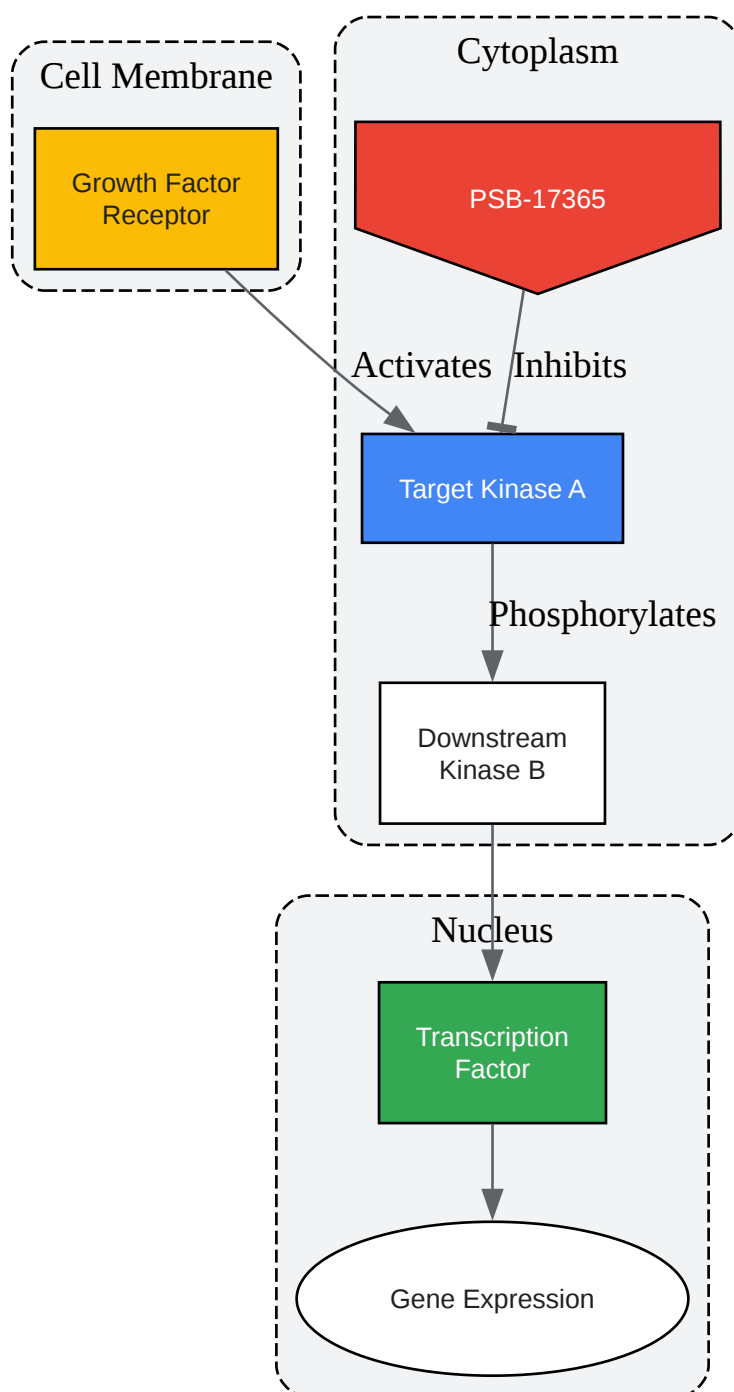 Cell Membrane
Growth Factor
Receptor
Cytoplasm
PSB-17365
Activates
Inhibits
Target Kinase A
Phosphorylates
Downstream
Kinase B
Nucleus
Transcription
Factor
Gene Expression